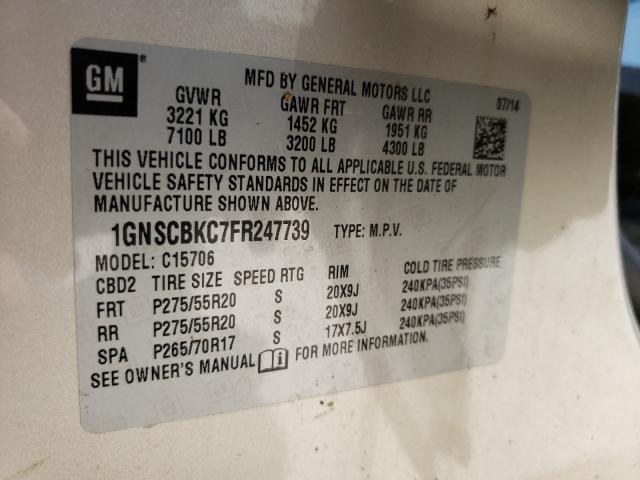 GM®
MFD BY GENERAL MOTORS LLC 07/14
GVWR GAWR FRT GAWR RR
3221 KG 1452 KG 1951 KG
7100 LB 3200 LB 4300 LB
THIS VEHICLE CONFORMS TO ALL APPLICABLE U.S. FEDERAL MOTOR
VEHICLE SAFETY STANDARDS IN EFFECT ON THE DATE OF
MANUFACTURE SHOWN ABOVE.
1GNSCBKC7FR247739 TYPE: M.P.V.
MODEL: C15706
CBD2 TIRE SIZE SPEED RTG RIM COLD TIRE PRESSURE
FRT P275/55R20 S 20X9J 240KPA(35PSI)
RR P275/55R20 S 20X9J 240KPA(35PSI)
SPA P265/70R17 S 17X7.5J 240KPA(35PSI)
SEE OWNER'S MANUAL i FOR MORE INFORMATION.